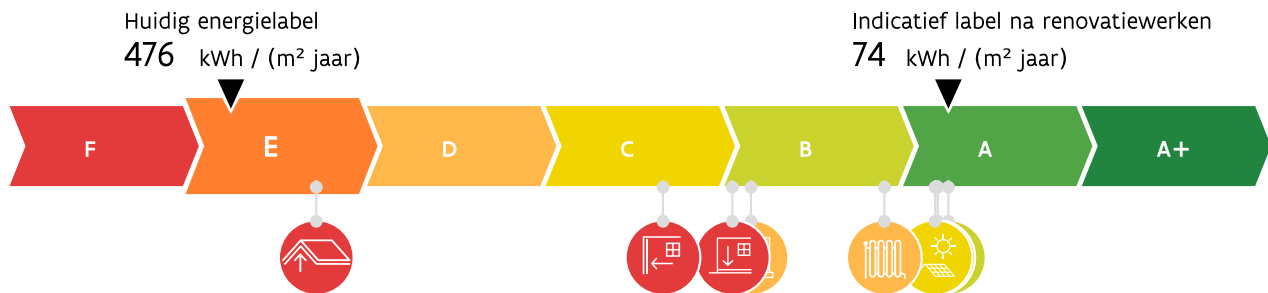 Huidig energielabel
476 kWh / (m² jaar)
Indicatief label na renovatiewerken
74 kWh / (m² jaar)
F E D C B A A+